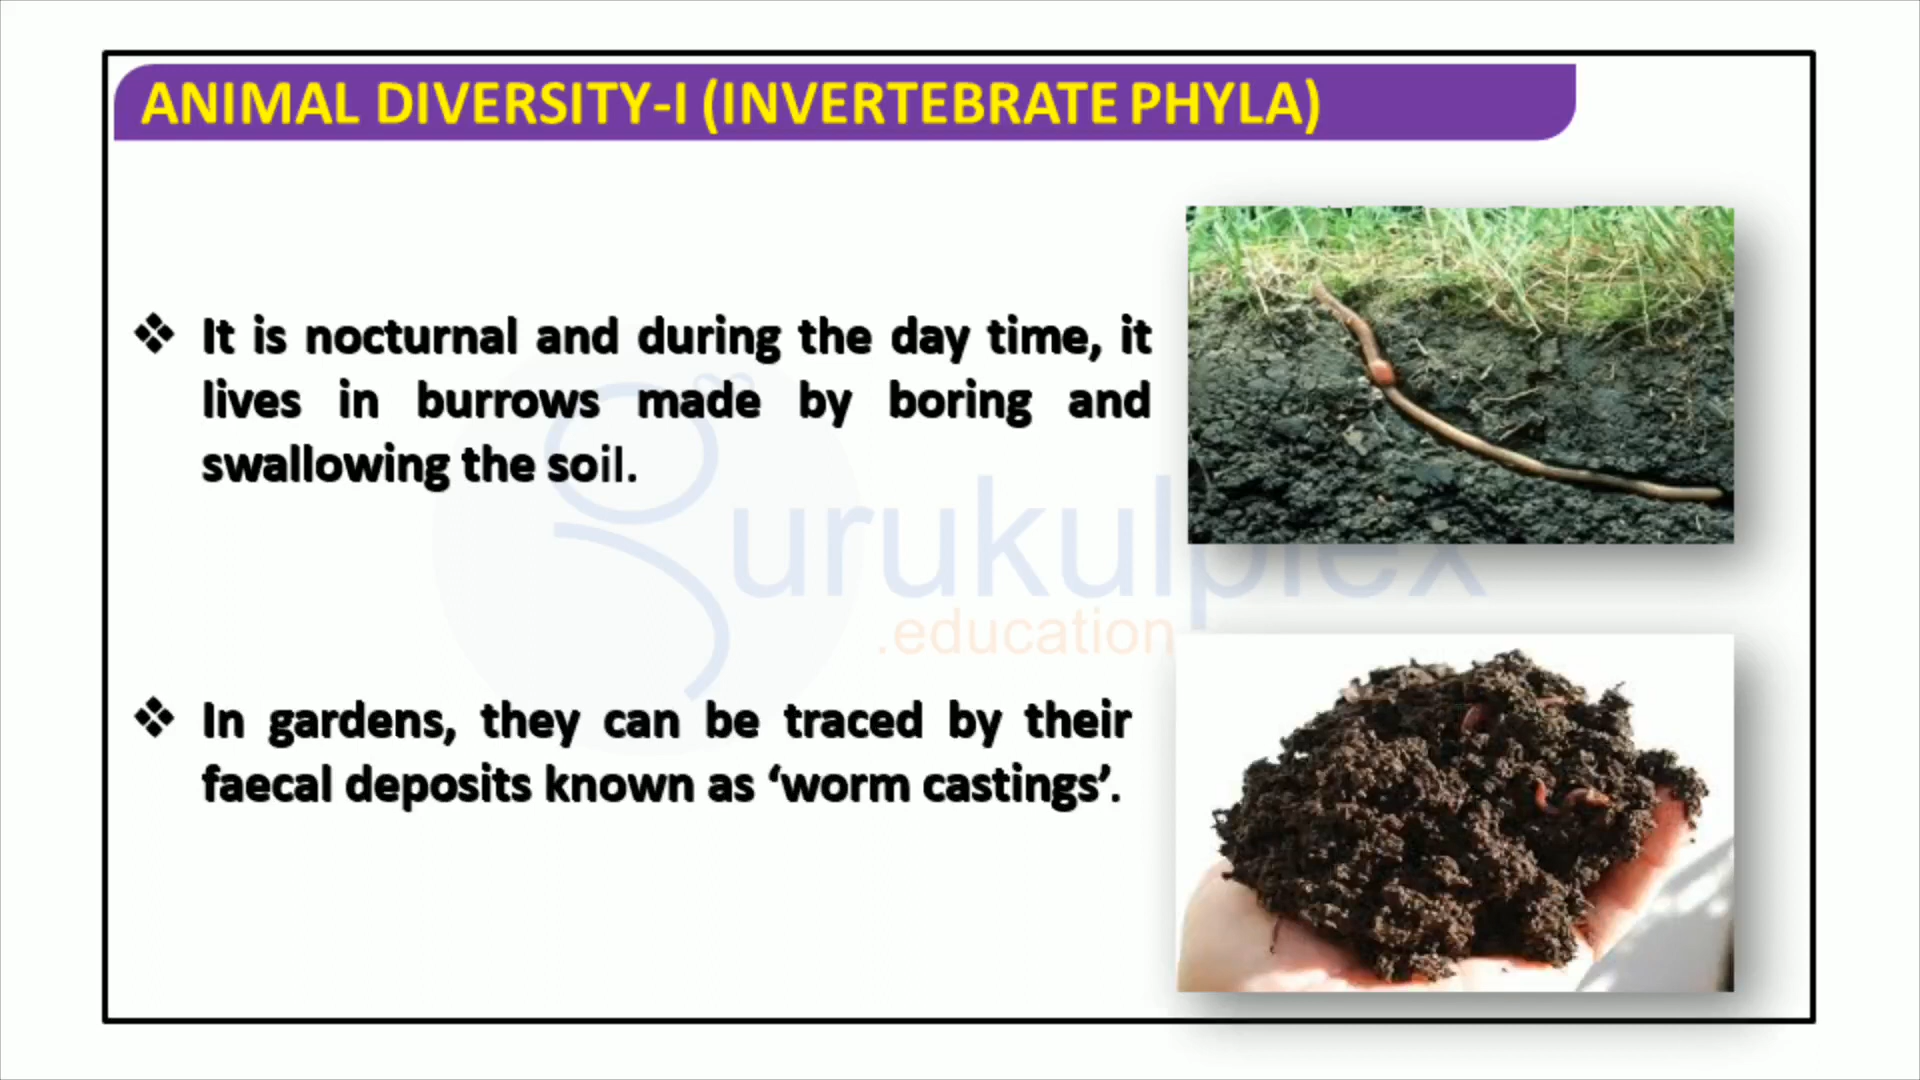 ANIMAL DIVERSITY-I (INVERTEBRATE PHYLA)
❖ It is nocturnal and during the day time, it
lives in burrows made by boring and
swallowing the soil.
gurukulplex
.education
❖ In gardens, they can be traced by their
faecal deposits known as ‘worm castings’.